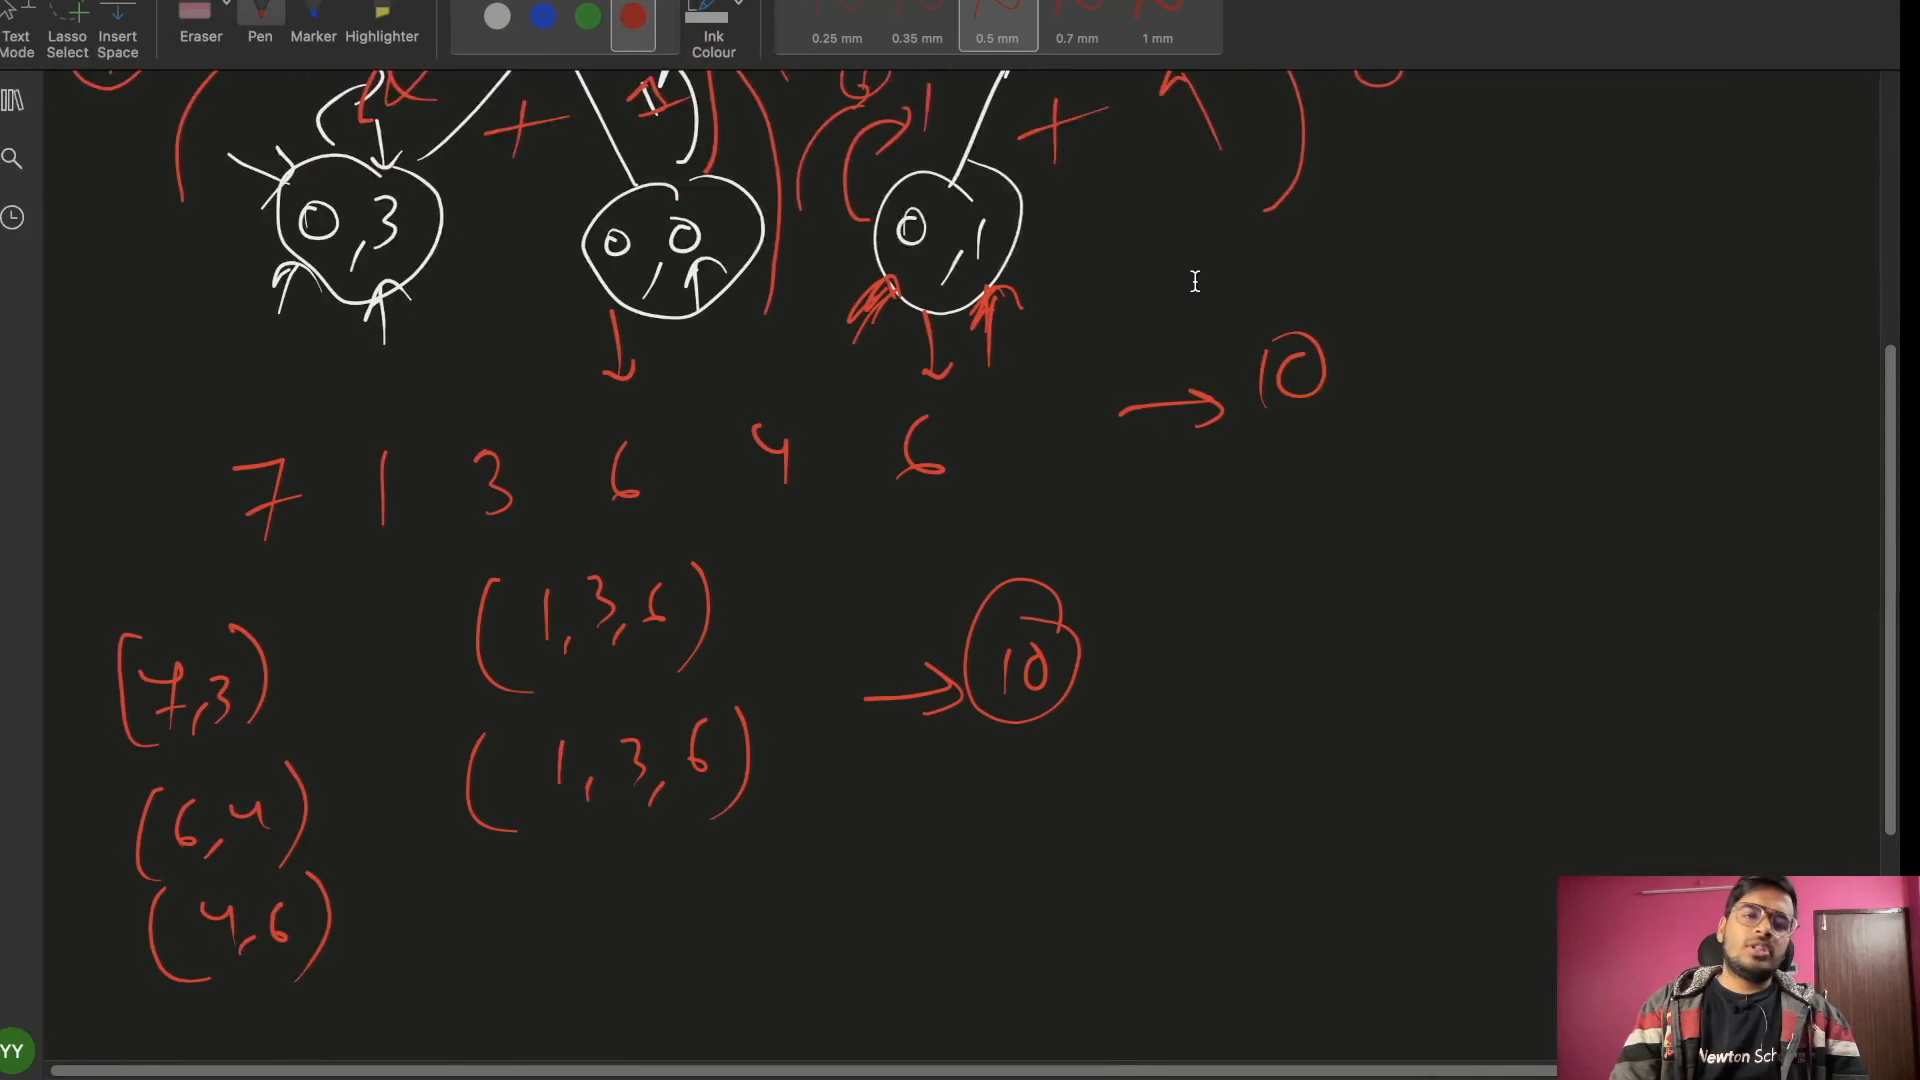 Text Mode
Lasso Select
Insert Space
Eraser
Pen
Marker
Highlighter
Ink Colour
0.25 mm
0.35 mm
0.5 mm
0.7 mm
1 mm
+
+
1
0,3
0,0
0,1
10
7 1 3 6 4 6
(1,3,6)
10
[7,3)
(1,3,6)
(6,4)
(4,6)
YY
Newton Sch